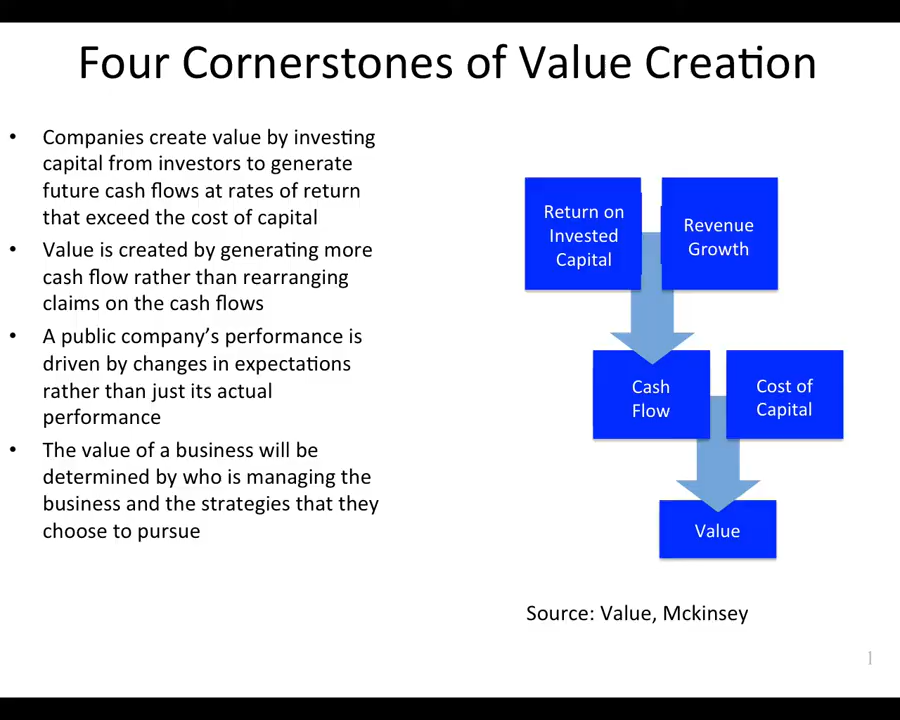 Four Cornerstones of Value Creation
• Companies create value by investing
capital from investors to generate
future cash flows at rates of return
that exceed the cost of capital
• Value is created by generating more
cash flow rather than rearranging
claims on the cash flows
• A public company’s performance is
driven by changes in expectations
rather than just its actual
performance
• The value of a business will be
determined by who is managing the
business and the strategies that they
choose to pursue
Return on
Invested
Capital
Revenue
Growth
Cash
Flow
Cost of
Capital
Value
Source: Value, Mckinsey
1